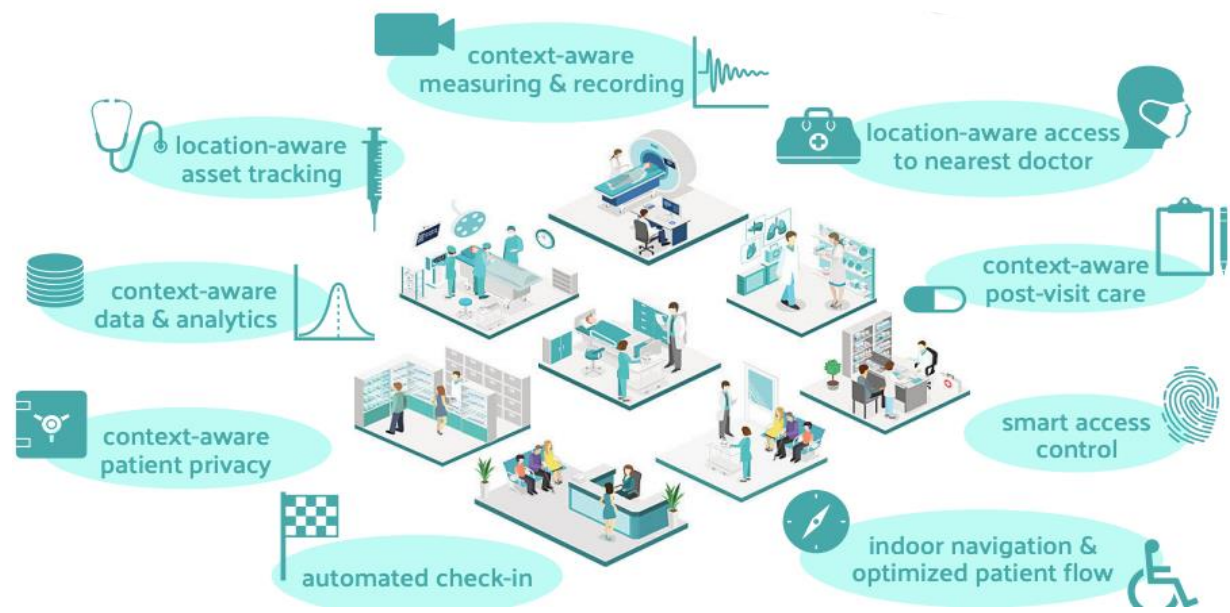 context-aware
measuring & recording
location-aware
asset tracking
location-aware access
to nearest doctor
context-aware
data & analytics
context-aware
post-visit care
context-aware
patient privacy
smart access
control
automated check-in
indoor navigation &
optimized patient flow